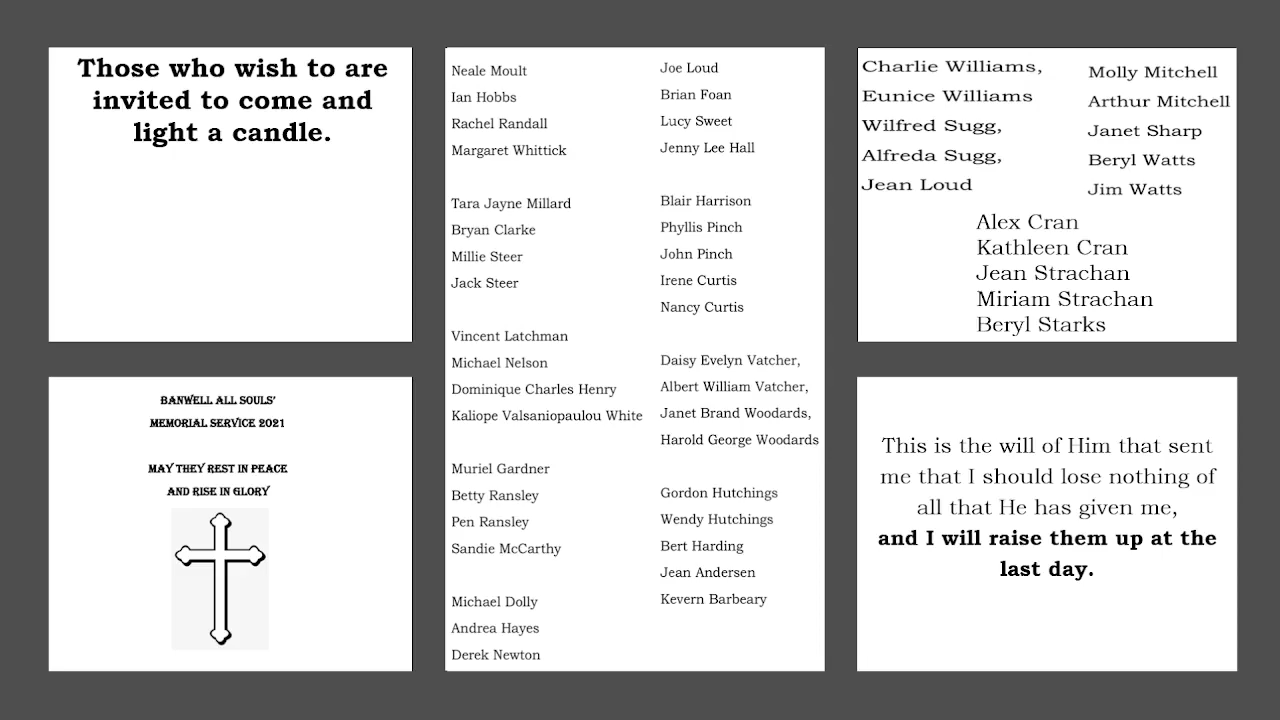 Those who wish to are
invited to come and
light a candle.
BANWELL ALL SOULS'
MEMORIAL SERVICE 2021
MAY THEY REST IN PEACE
AND RISE IN GLORY
Neale Moult
Ian Hobbs
Rachel Randall
Margaret Whittick
Tara Jayne Millard
Bryan Clarke
Millie Steer
Jack Steer
Vincent Latchman
Michael Nelson
Dominique Charles Henry
Kaliope Valsaniopaulou White
Muriel Gardner
Betty Ransley
Pen Ransley
Sandie McCarthy
Michael Dolly
Andrea Hayes
Derek Newton
Joe Loud
Brian Foan
Lucy Sweet
Jenny Lee Hall
Blair Harrison
Phyllis Pinch
John Pinch
Irene Curtis
Nancy Curtis
Daisy Evelyn Vatcher,
Albert William Vatcher,
Janet Brand Woodards,
Harold George Woodards
Gordon Hutchings
Wendy Hutchings
Bert Harding
Jean Andersen
Kevern Barbeary
Charlie Williams,
Eunice Williams
Wilfred Sugg,
Alfreda Sugg,
Jean Loud
Molly Mitchell
Arthur Mitchell
Janet Sharp
Beryl Watts
Jim Watts
Alex Cran
Kathleen Cran
Jean Strachan
Miriam Strachan
Beryl Starks
This is the will of Him that sent
me that I should lose nothing of
all that He has given me,
and I will raise them up at the
last day.